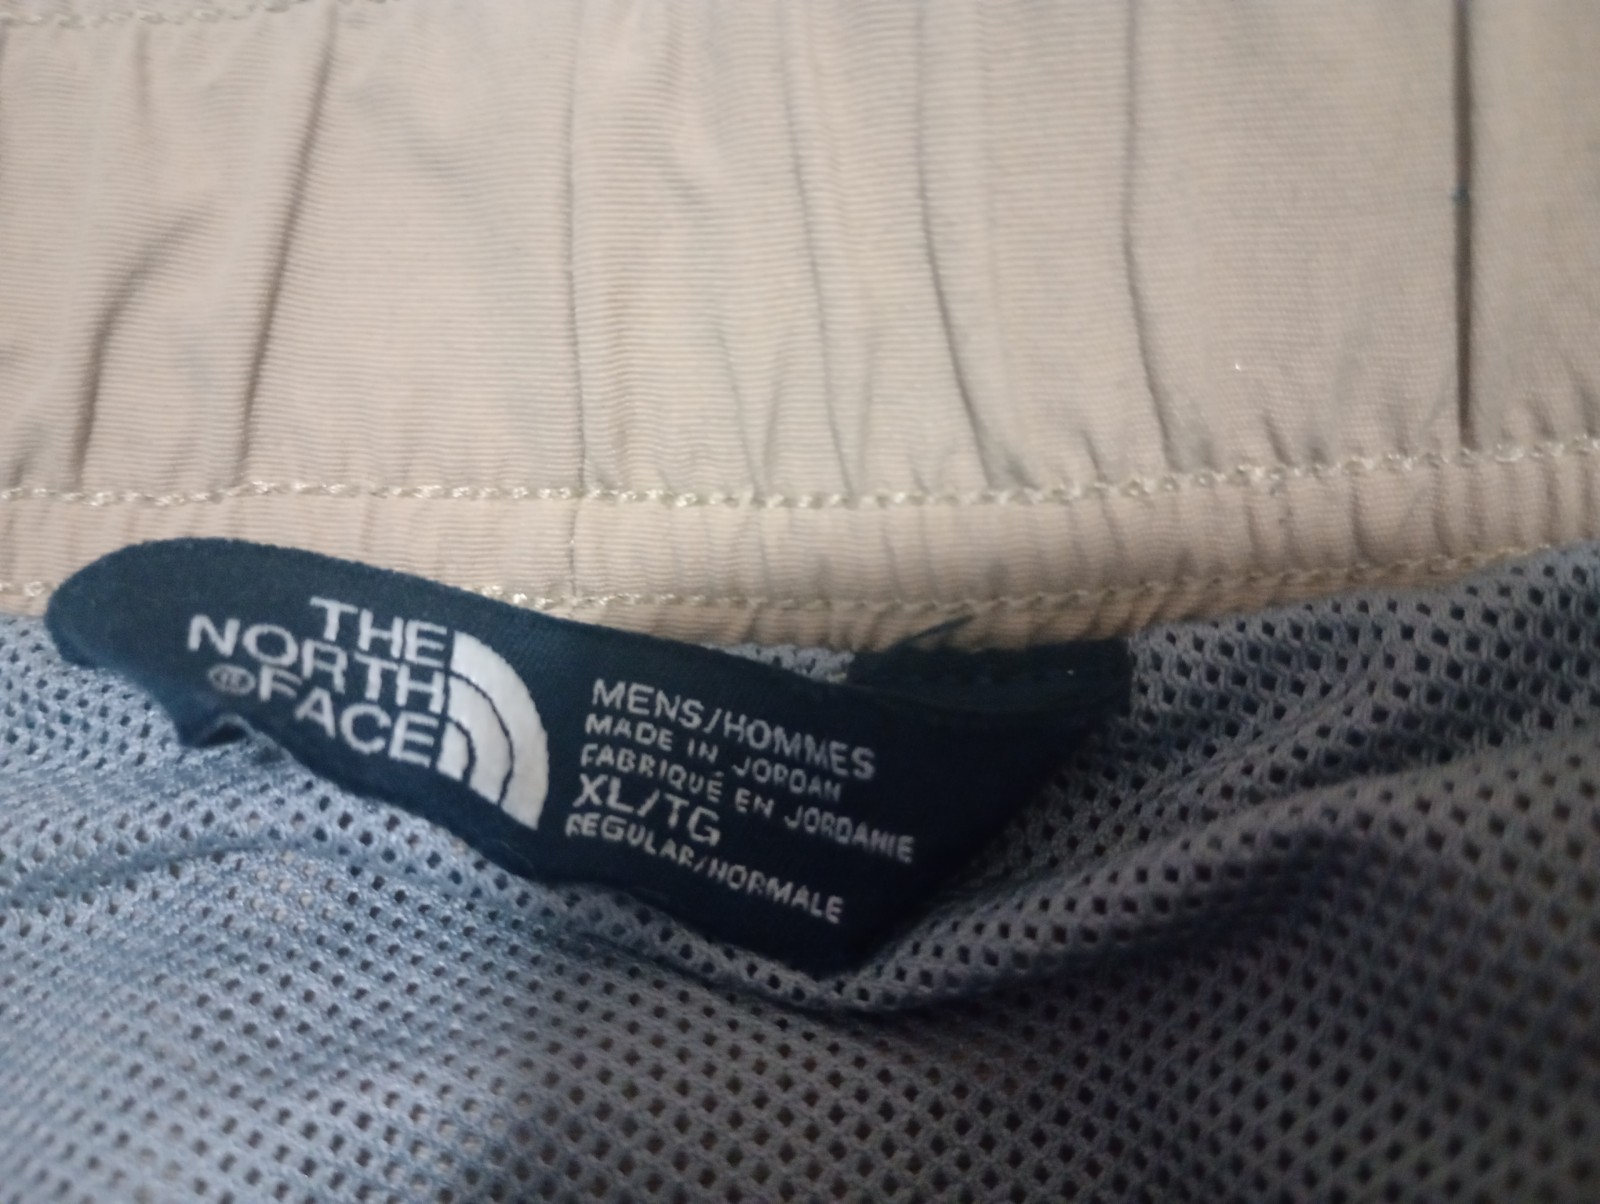 THE
NORTH
®FACE
MENS/HOMMES
MADE IN JORDAN
FABRIQUÉ EN JORDANIE
XL/TG
REGULAR/NORMALE